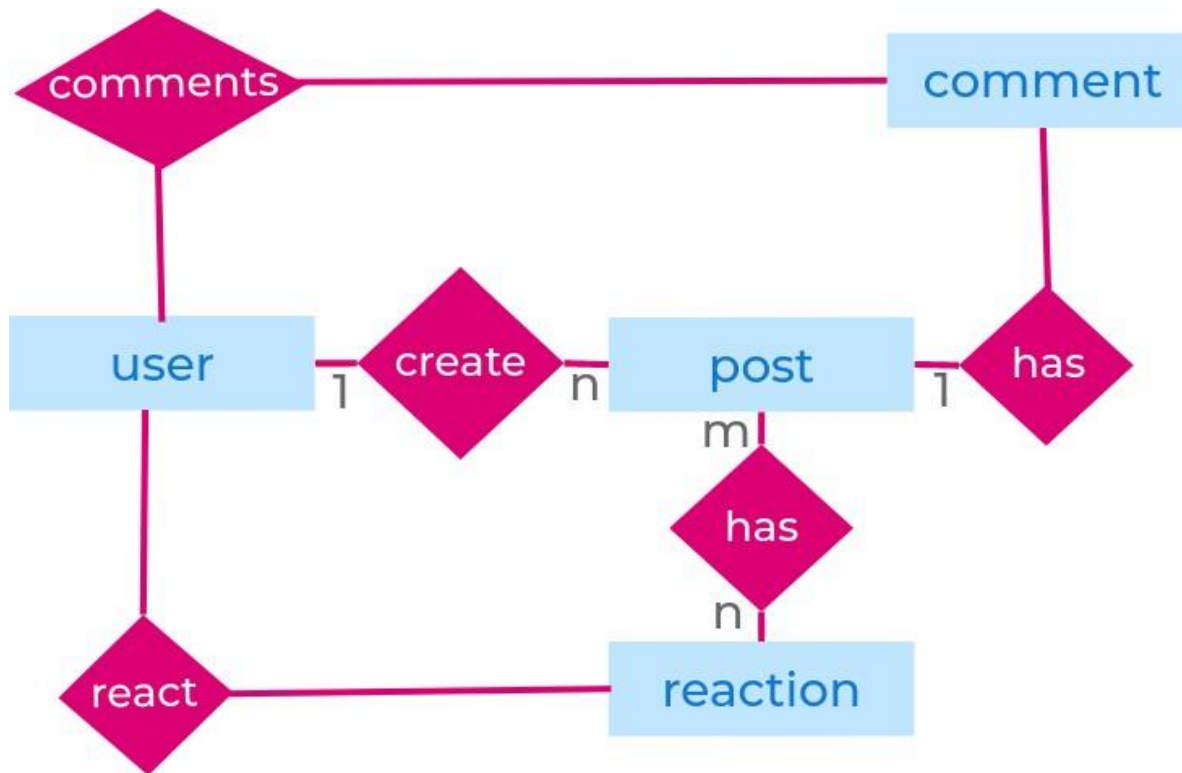 comments
comment
user
1
create
n
post
1
has
m
has
n
react
reaction